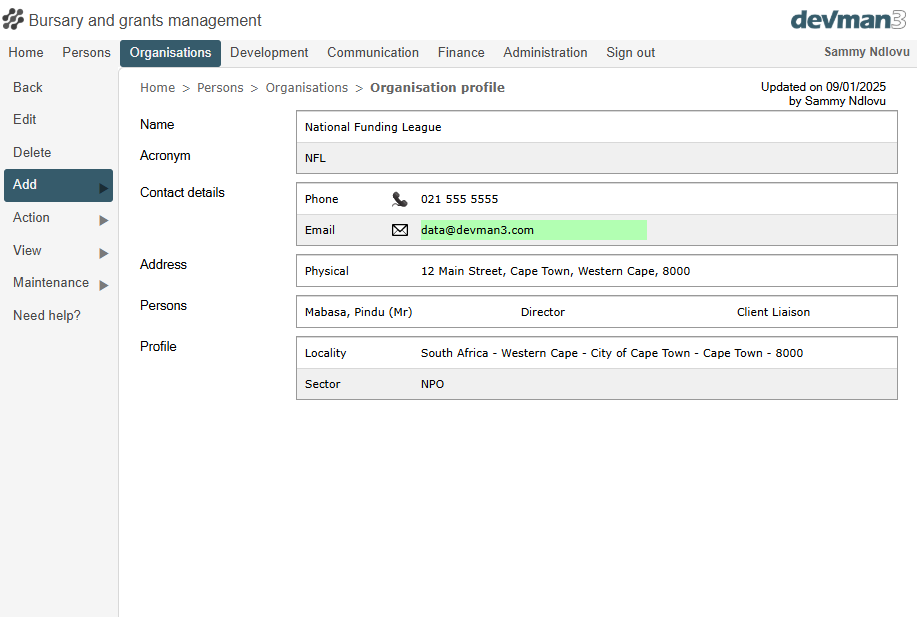 Bursary and grants management
devman3
Home Persons Organisations Development Communication Finance Administration Sign out Sammy Ndlovu
Back
Edit
Delete
Add
Action
View
Maintenance
Need help?
Home > Persons > Organisations > Organisation profile
Updated on 09/01/2025
by Sammy Ndlovu
Name National Funding League
Acronym NFL
Contact details
Phone 021 555 5555
Email data@devman3.com
Address
Physical 12 Main Street, Cape Town, Western Cape, 8000
Persons
Mabasa, Pindu (Mr) Director Client Liaison
Profile
Locality South Africa - Western Cape - City of Cape Town - Cape Town - 8000
Sector NPO